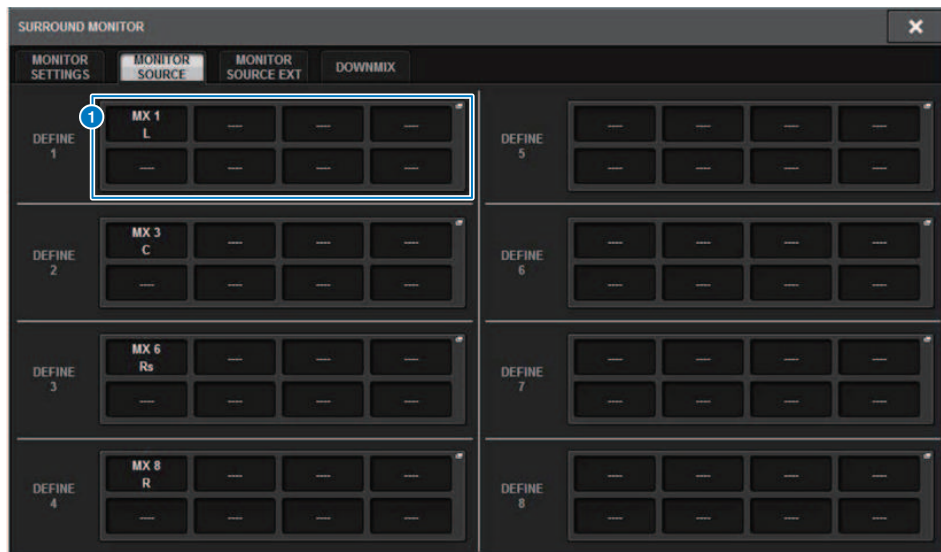 SURROUND MONITOR
MONITOR SETTINGS
MONITOR SOURCE
MONITOR SOURCE EXT
DOWNMIX
1
DEFINE 1
MX 1
L
---- ---- ----
---- ---- ---- ----
DEFINE 5
---- ---- ---- ----
---- ---- ---- ----
DEFINE 2
MX 3
C
---- ---- ----
---- ---- ---- ----
DEFINE 6
---- ---- ---- ----
---- ---- ---- ----
DEFINE 3
MX 6
Rs
---- ---- ----
---- ---- ---- ----
DEFINE 7
---- ---- ---- ----
---- ---- ---- ----
DEFINE 4
MX 8
R
---- ---- ----
---- ---- ---- ----
DEFINE 8
---- ---- ---- ----
---- ---- ---- ----